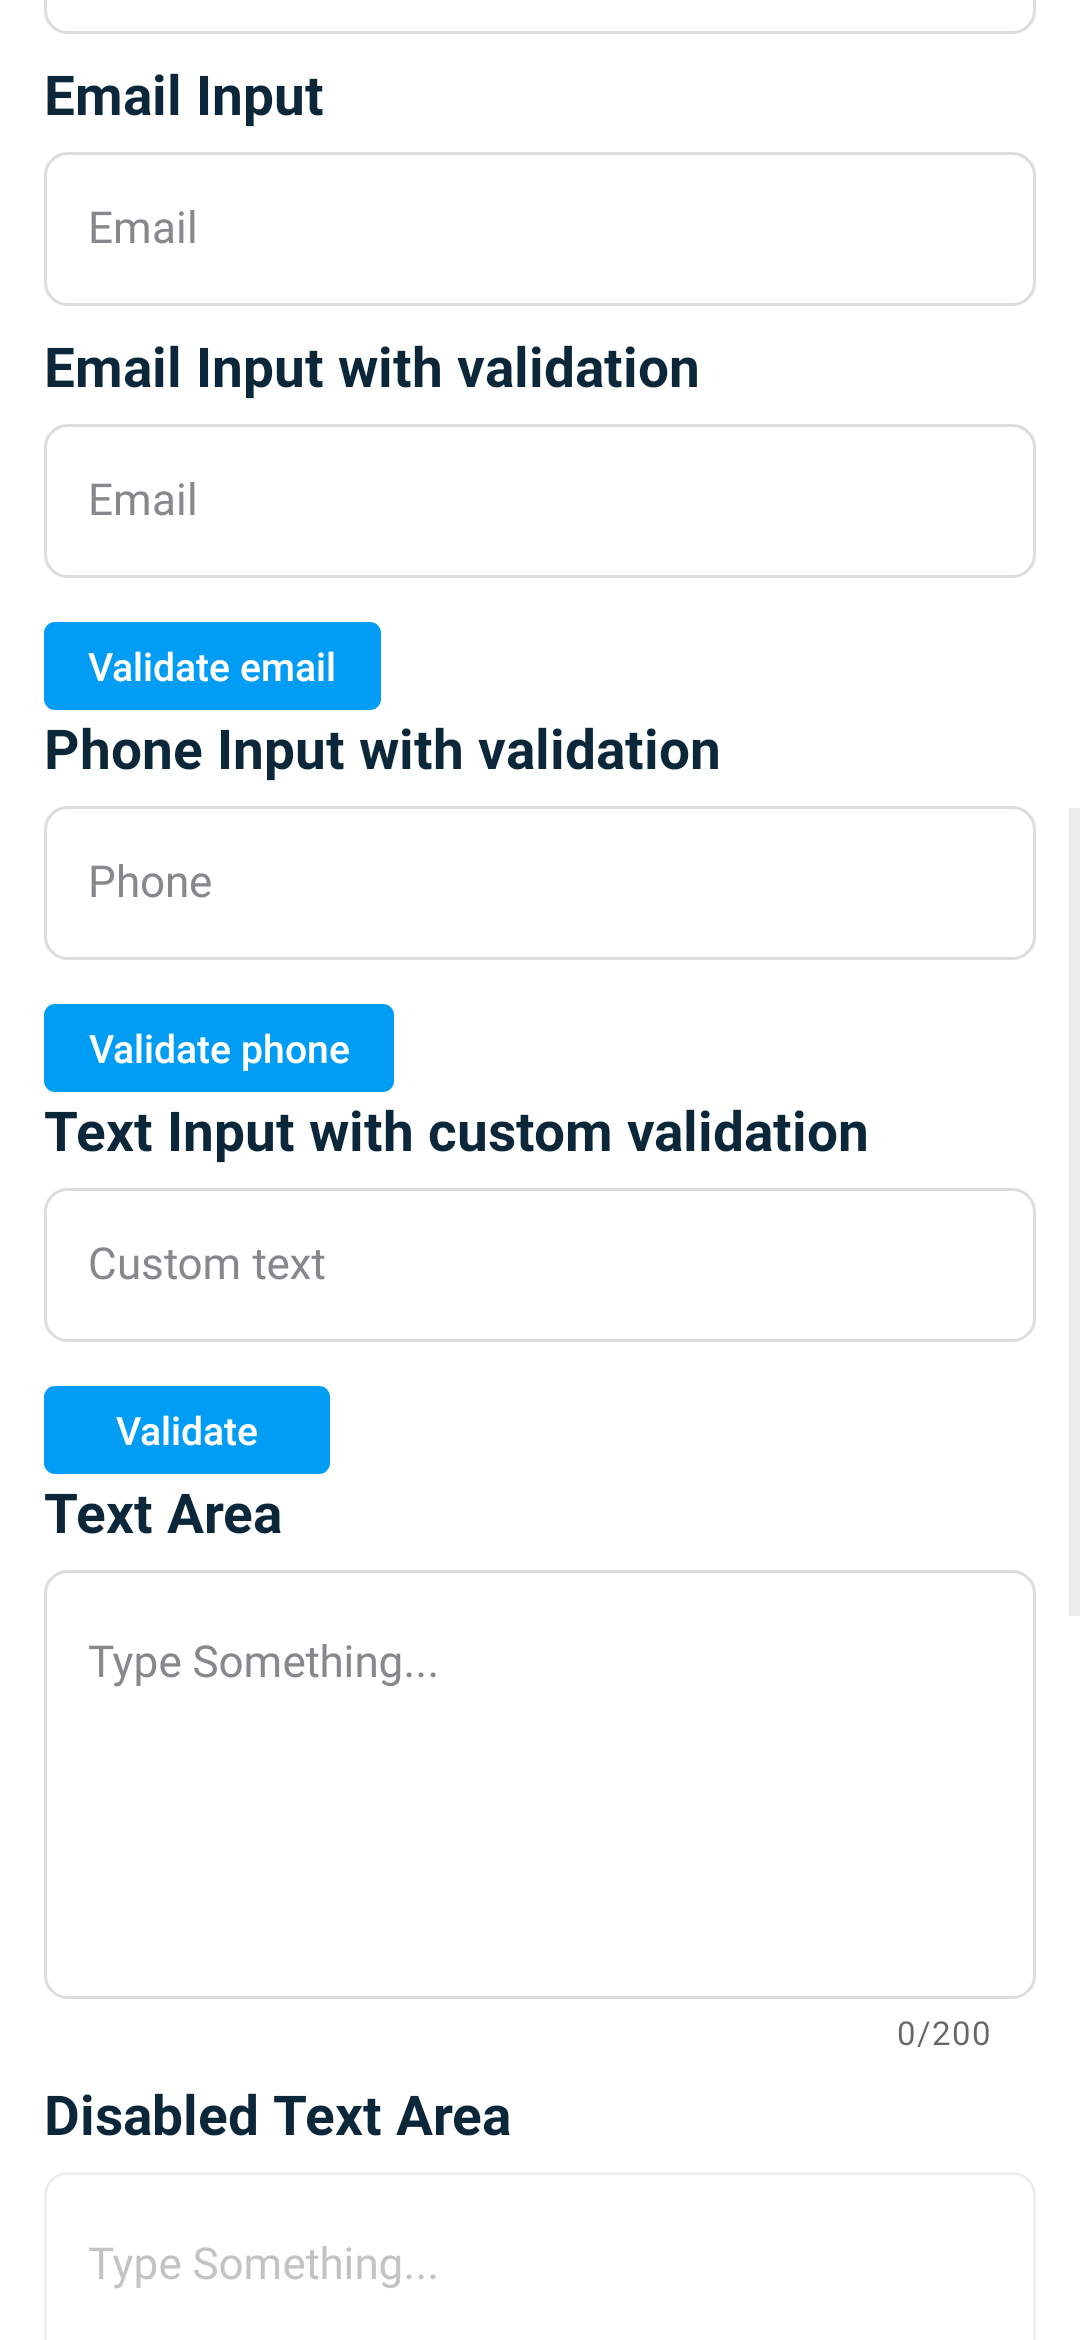 Email Input
Email
Email Input with validation
Email
Validate email
Phone Input with validation
Phone
Validate phone
Text Input with custom validation
Custom text
Validate
Text Area
Type Something...
0/200
Disabled Text Area
Type Something...